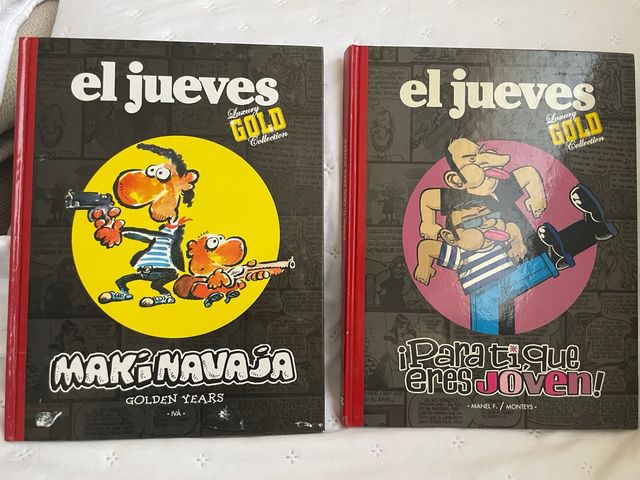 el jueves
Luxury
GOLD
Collection
MAKINAVAJA
GOLDEN YEARS
- IVÀ -
el jueves
Luxury
GOLD
Collection
¡Para ti, que
eres JOVEN!
- MANEL F. / MONTEYS -